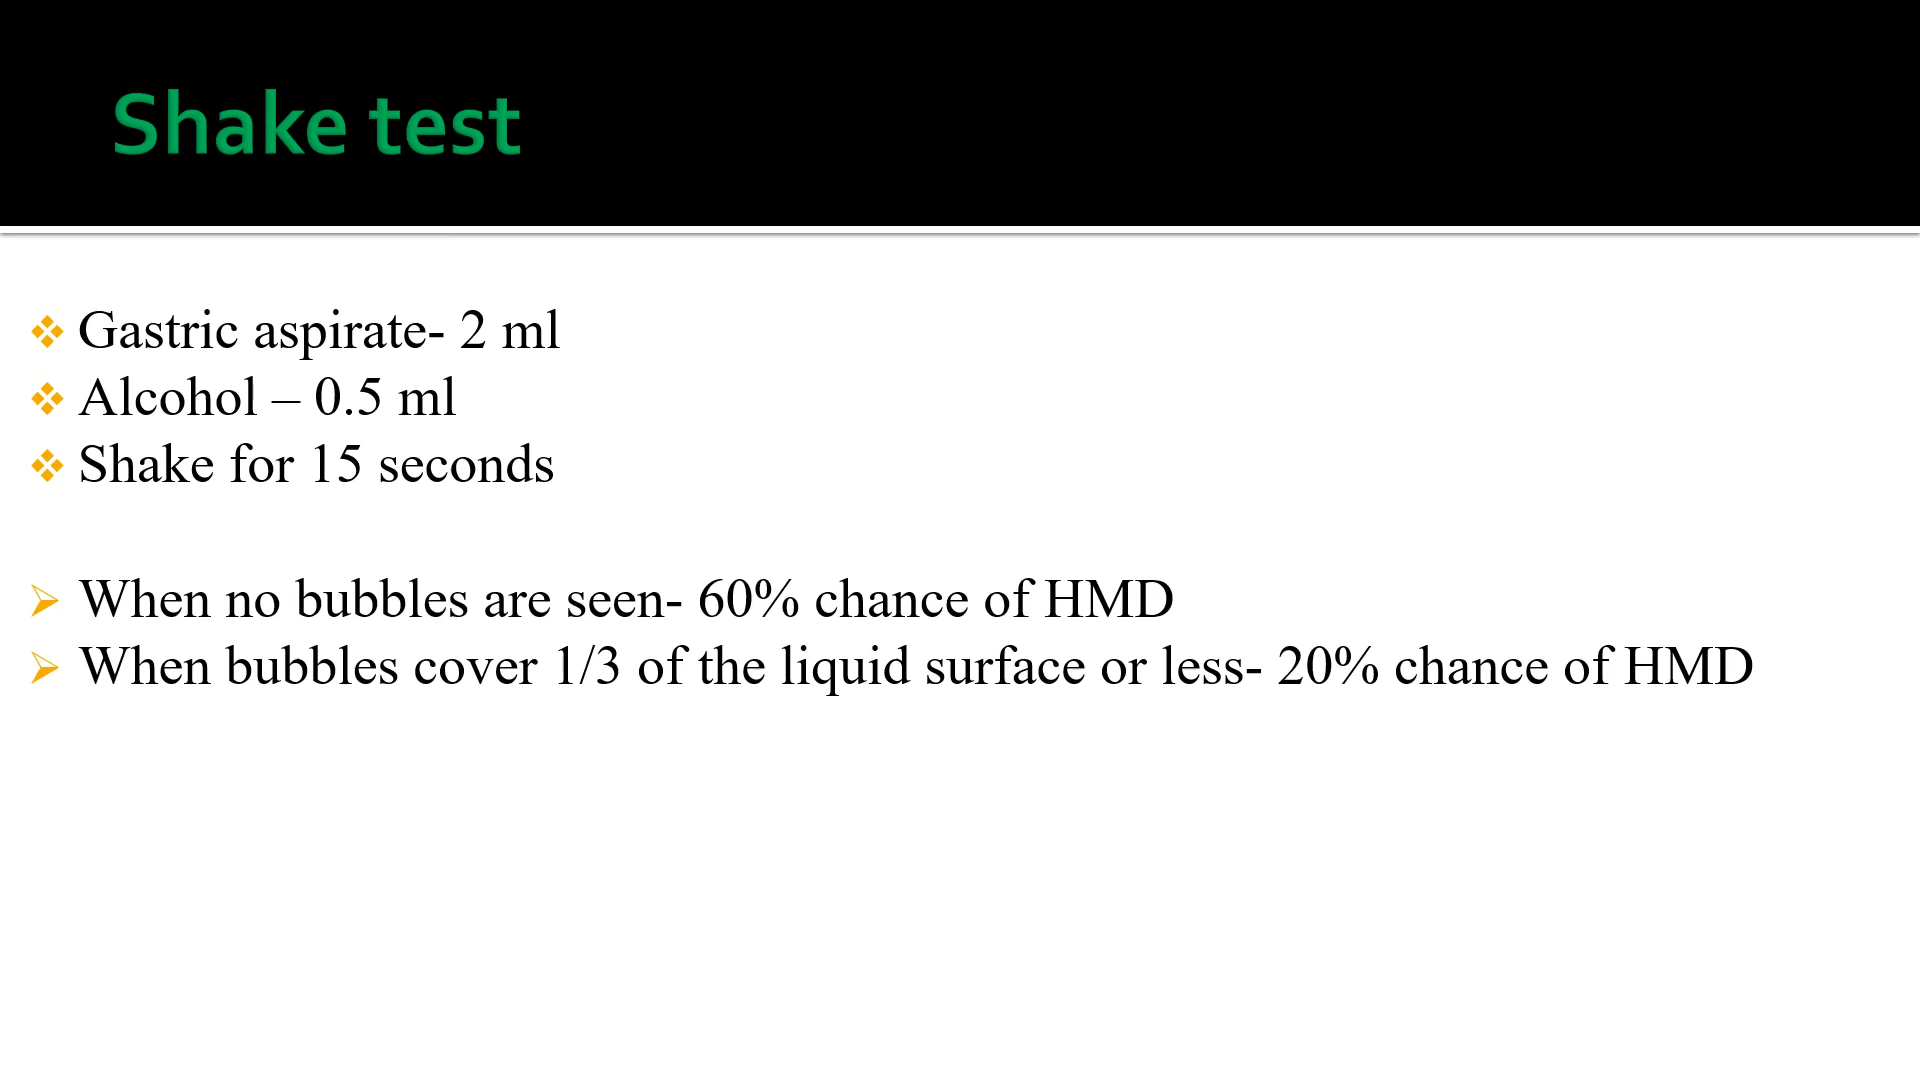 Shake test
Gastric aspirate- 2 ml
Alcohol – 0.5 ml
Shake for 15 seconds
When no bubbles are seen- 60% chance of HMD
When bubbles cover 1/3 of the liquid surface or less- 20% chance of HMD